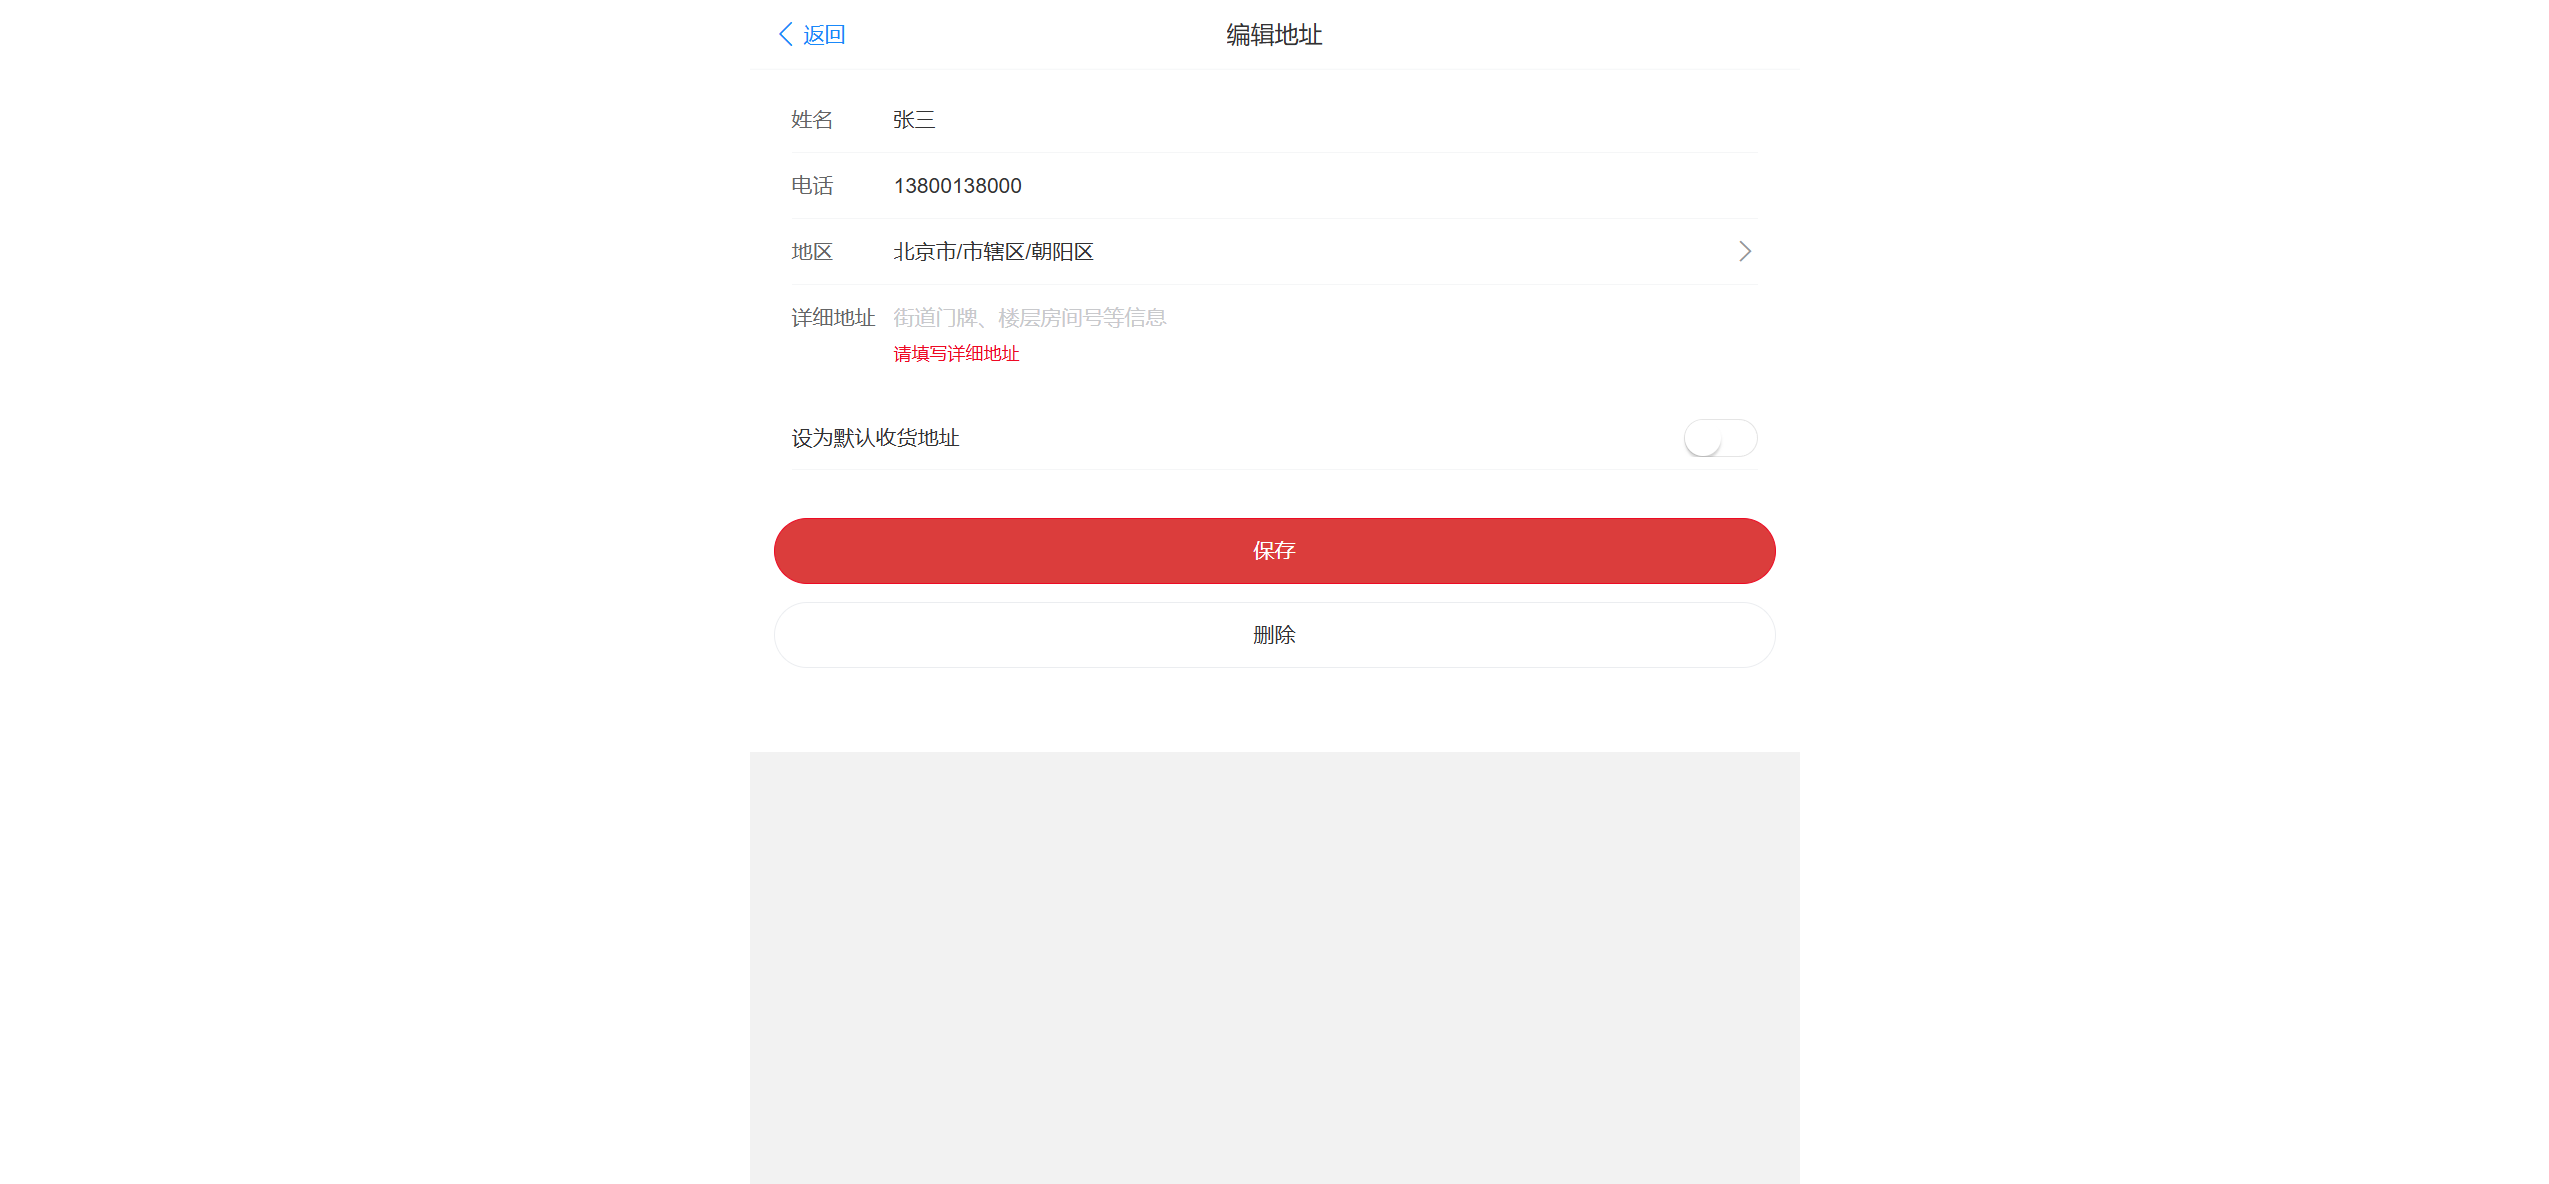 返回
编辑地址
姓名 张三
电话 13800138000
地区 北京市/市辖区/朝阳区
详细地址 街道门牌、楼层房间号等信息
请填写详细地址
设为默认收货地址
保存
删除